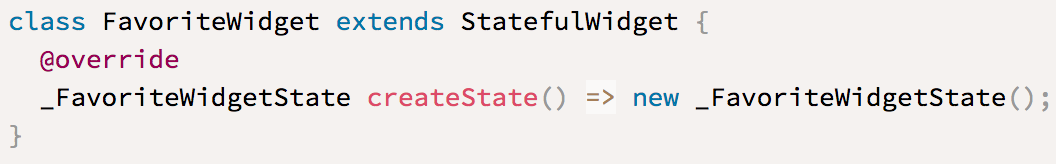 class FavoriteWidget extends StatefulWidget {
  @override
  _FavoriteWidgetState createState() => new _FavoriteWidgetState();
}